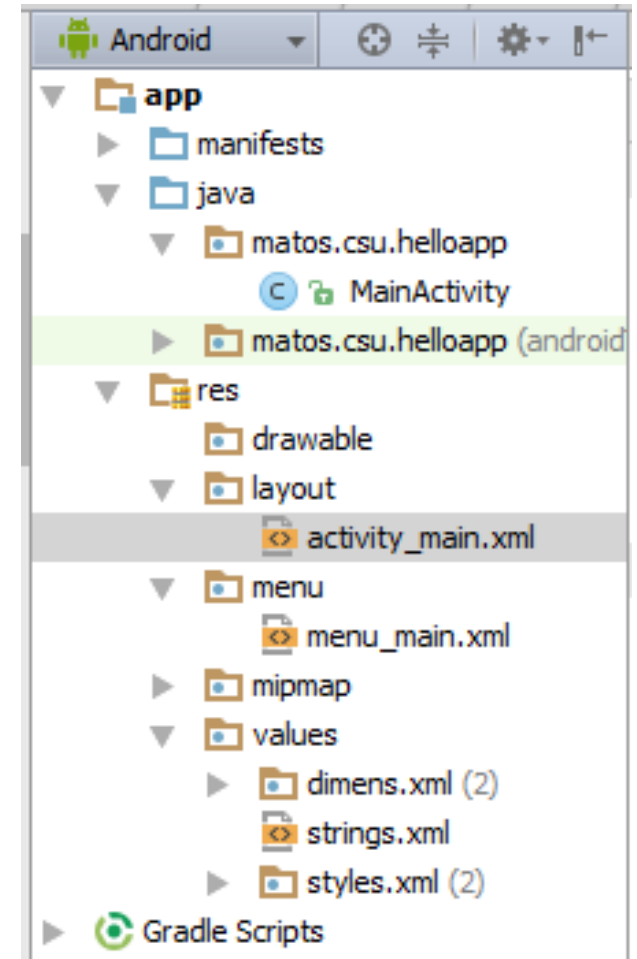 Android
app
manifests
java
matos.csu.helloapp
C MainActivity
matos.csu.helloapp (android
res
drawable
layout
activity_main.xml
menu
menu_main.xml
mipmap
values
dimens.xml (2)
strings.xml
styles.xml (2)
Gradle Scripts